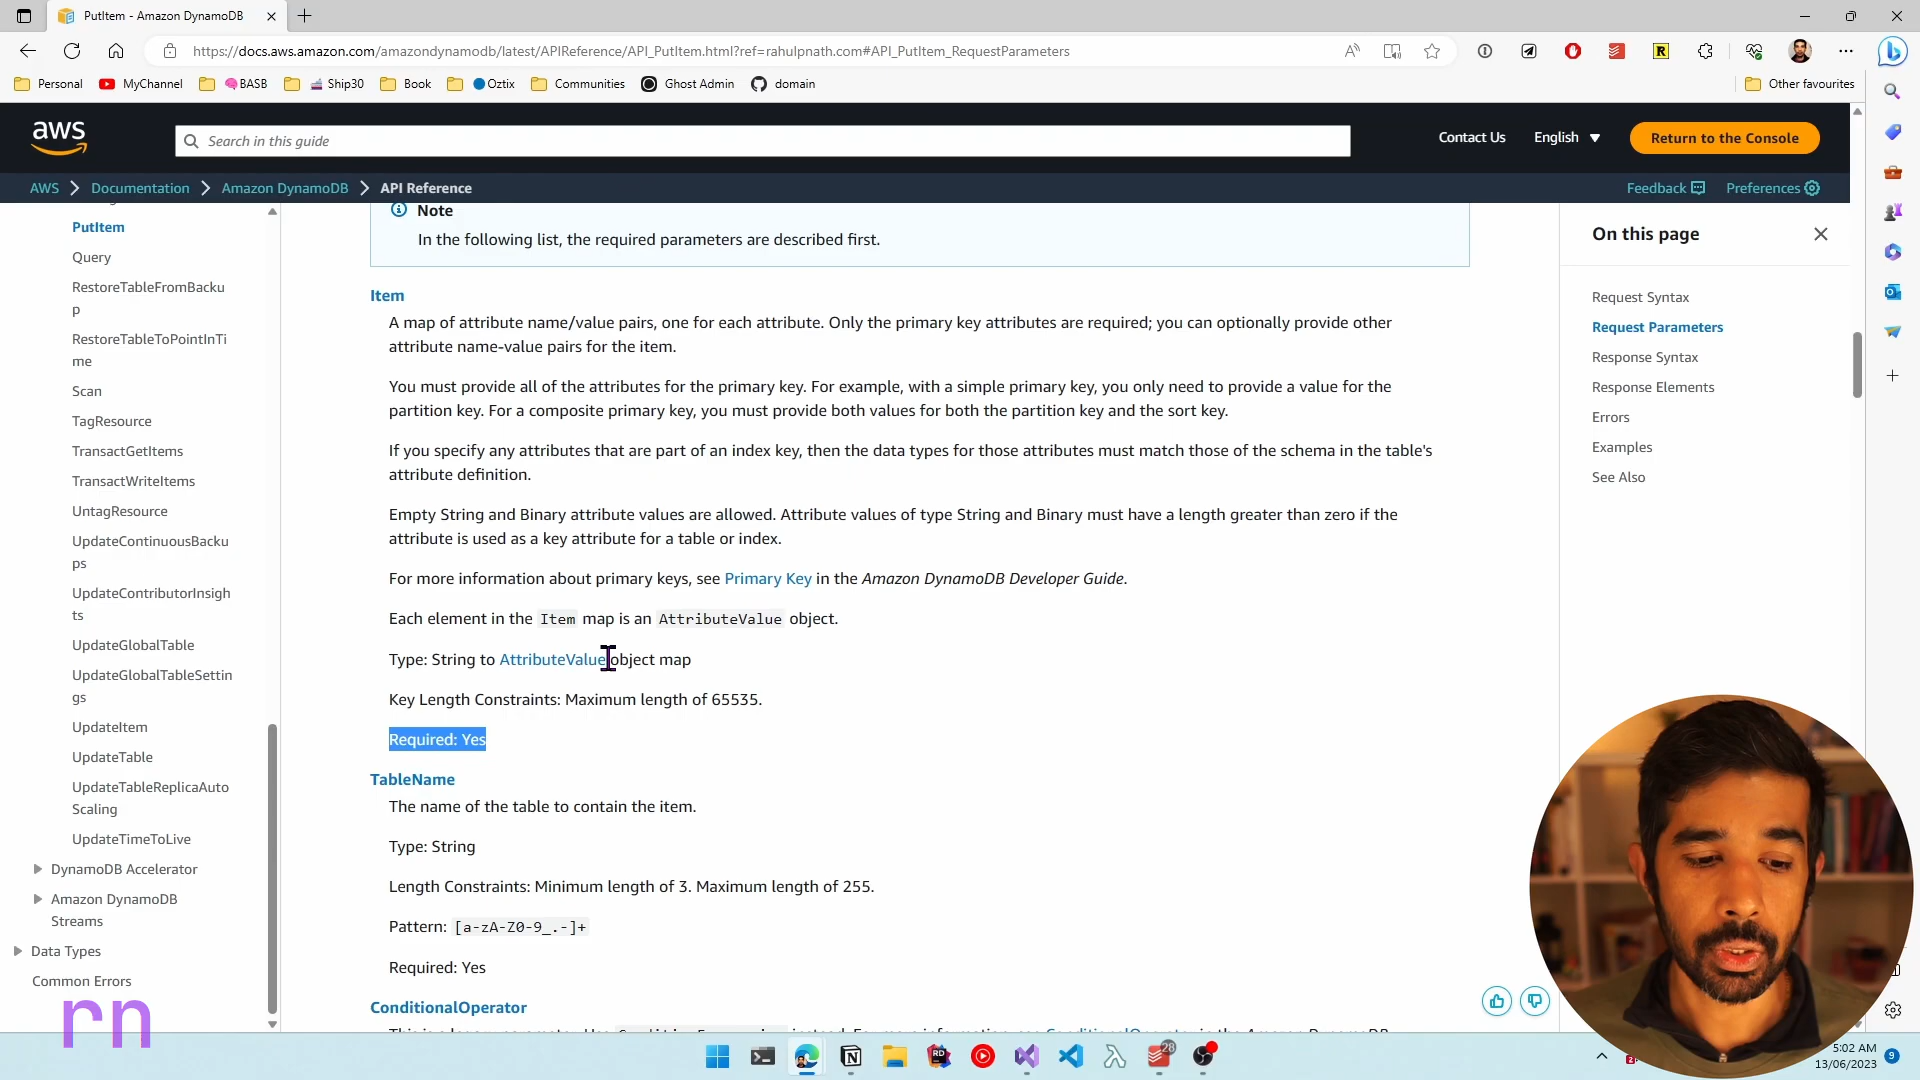 PutItem - Amazon DynamoDB
https://docs.aws.amazon.com/amazondynamodb/latest/APIReference/API_PutItem.html?ref=rahulpnath.com#API_PutItem_RequestParameters
Personal MyChannel BASB Ship30 Book Oztix Communities Ghost Admin domain Other favourites
aws
Search in this guide
Contact Us English Return to the Console
AWS Documentation Amazon DynamoDB API Reference
Feedback Preferences
PutItem
Query
RestoreTableFromBacku
p
RestoreTableToPointInTi
me
Scan
TagResource
TransactGetItems
TransactWriteItems
UntagResource
UpdateContinuousBacku
ps
UpdateContributorInsigh
ts
UpdateGlobalTable
UpdateGlobalTableSettin
gs
UpdateItem
UpdateTable
UpdateTableReplicaAuto
Scaling
UpdateTimeToLive
DynamoDB Accelerator
Amazon DynamoDB
Streams
Data Types
Common Errors
rn
Note
In the following list, the required parameters are described first.
Item
A map of attribute name/value pairs, one for each attribute. Only the primary key attributes are required; you can optionally provide other
attribute name-value pairs for the item.
You must provide all of the attributes for the primary key. For example, with a simple primary key, you only need to provide a value for the
partition key. For a composite primary key, you must provide both values for both the partition key and the sort key.
If you specify any attributes that are part of an index key, then the data types for those attributes must match those of the schema in the table's
attribute definition.
Empty String and Binary attribute values are allowed. Attribute values of type String and Binary must have a length greater than zero if the
attribute is used as a key attribute for a table or index.
For more information about primary keys, see Primary Key in the Amazon DynamoDB Developer Guide.
Each element in the Item map is an AttributeValue object.
Type: String to AttributeValue object map
Key Length Constraints: Maximum length of 65535.
Required: Yes
TableName
The name of the table to contain the item.
Type: String
Length Constraints: Minimum length of 3. Maximum length of 255.
Pattern: [a-zA-Z0-9_.-]+
Required: Yes
ConditionalOperator
On this page
Request Syntax
Request Parameters
Response Syntax
Response Elements
Errors
Examples
See Also
28
5:02 AM
13/06/2023
9